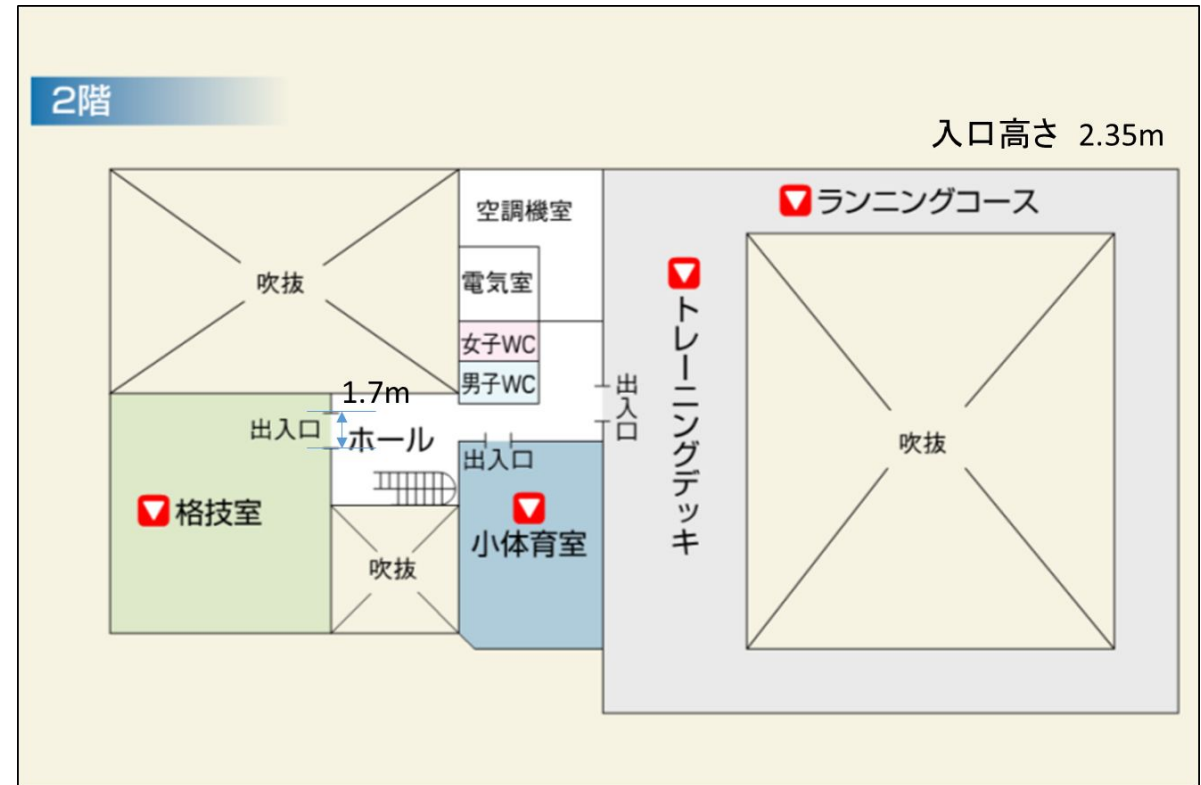 2階
入口高さ 2.35m
ランニングコース
空調機室
吹抜
電気室
トレーニングデッキ
女子WC
男子WC
出入口
1.7m
出入口
ホール
吹抜
出入口
格技室
小体育室
吹抜